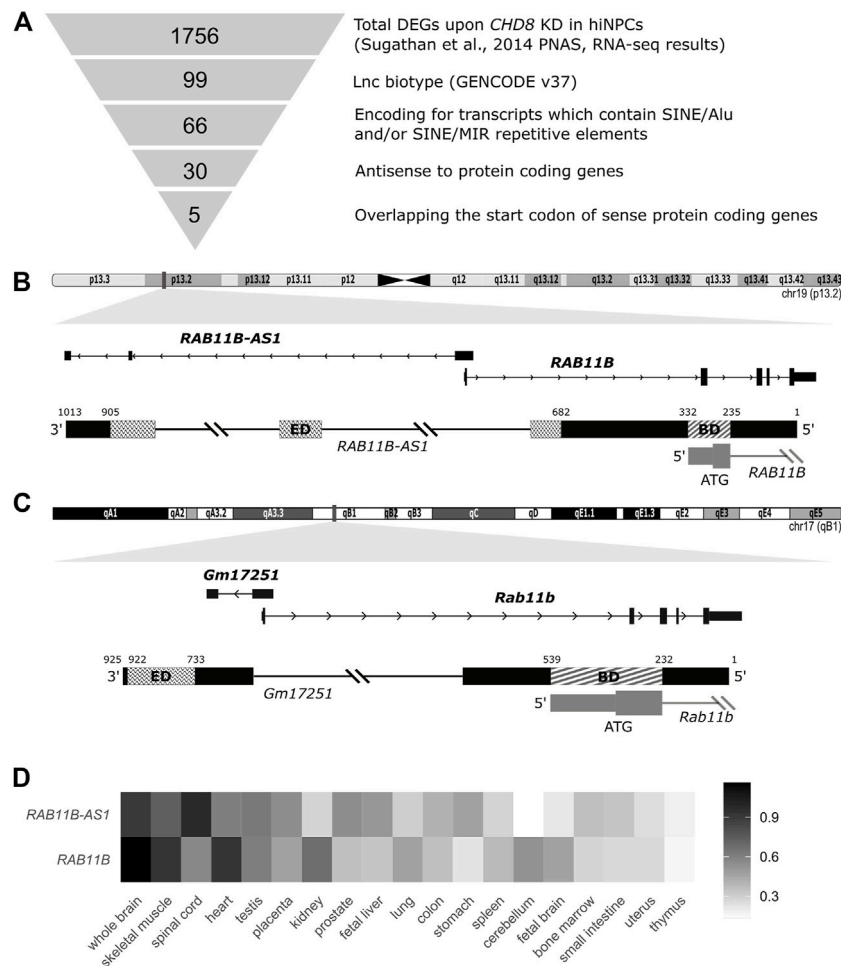 A
1756
Total DEGs upon CHD8 KD in hiNPCs
(Sugathan et al., 2014 PNAS, RNA-seq results)
99
Lnc biotype (GENCODE v37)
66
Encoding for transcripts which contain SINE/Alu
and/or SINE/MIR repetitive elements
30
Antisense to protein coding genes
5
Overlapping the start codon of sense protein coding genes
B
p13.3 p13.2 p13.12 p13.11 p12 q12 q13.11 q13.12 q13.2 q13.31 q13.32 q13.33 q13.41 q13.42 q13.43
chr19 (p13.2)
RAB11B-AS1
RAB11B
1013 905 682 332 235 1
3' ED BD 5'
RAB11B-AS1
5' RAB11B
ATG
C
qA1 qA2 qA3.2 qA3.3 qB1 qB2 qB3 qC qD qE1.1 qE1.3 qE2 qE3 qE4 qE5
chr17 (qB1)
Gm17251
Rab11b
925 922 733 539 232 1
3' ED BD 5'
Gm17251
5' Rab11b
ATG
D
RAB11B-AS1
RAB11B
0.9
0.6
0.3
whole brain
skeletal muscle
spinal cord
heart
testis
placenta
kidney
prostate
fetal liver
lung
colon
stomach
spleen
cerebellum
fetal brain
bone marrow
small intestine
uterus
thymus